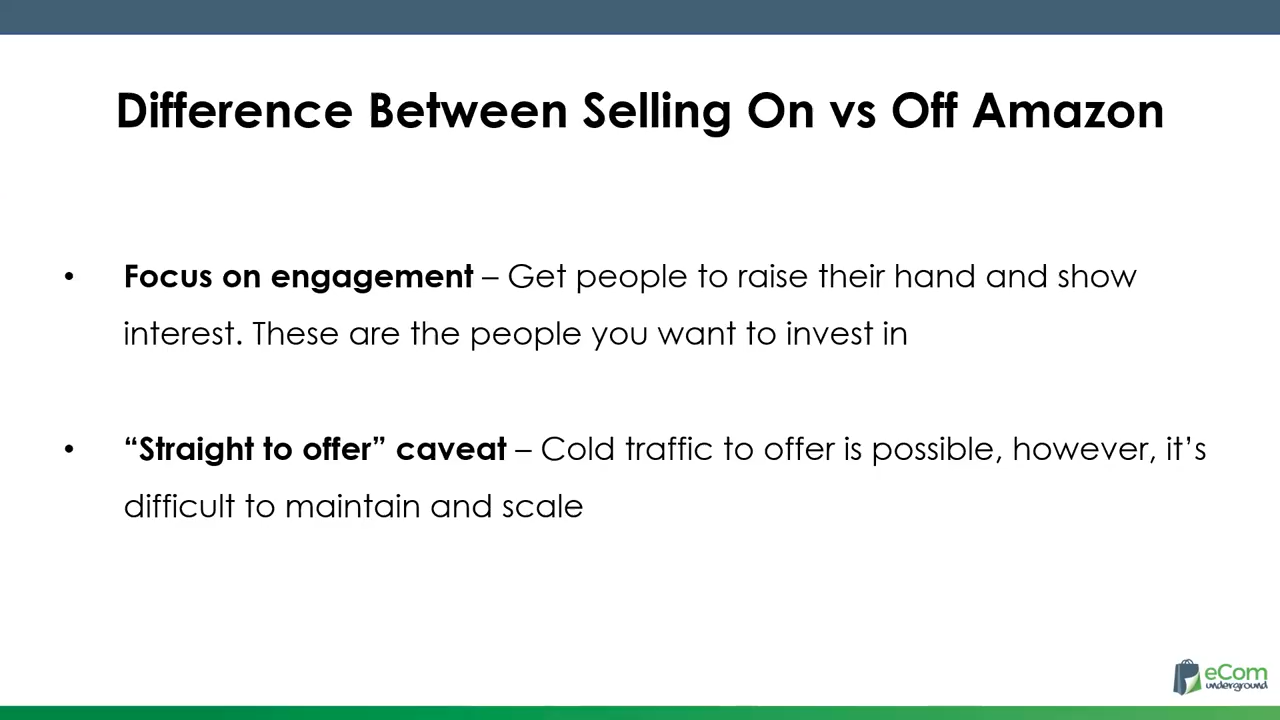 Difference Between Selling On vs Off Amazon
• Focus on engagement – Get people to raise their hand and show
interest. These are the people you want to invest in
• “Straight to offer” caveat – Cold traffic to offer is possible, however, it’s
difficult to maintain and scale
eCom
underground